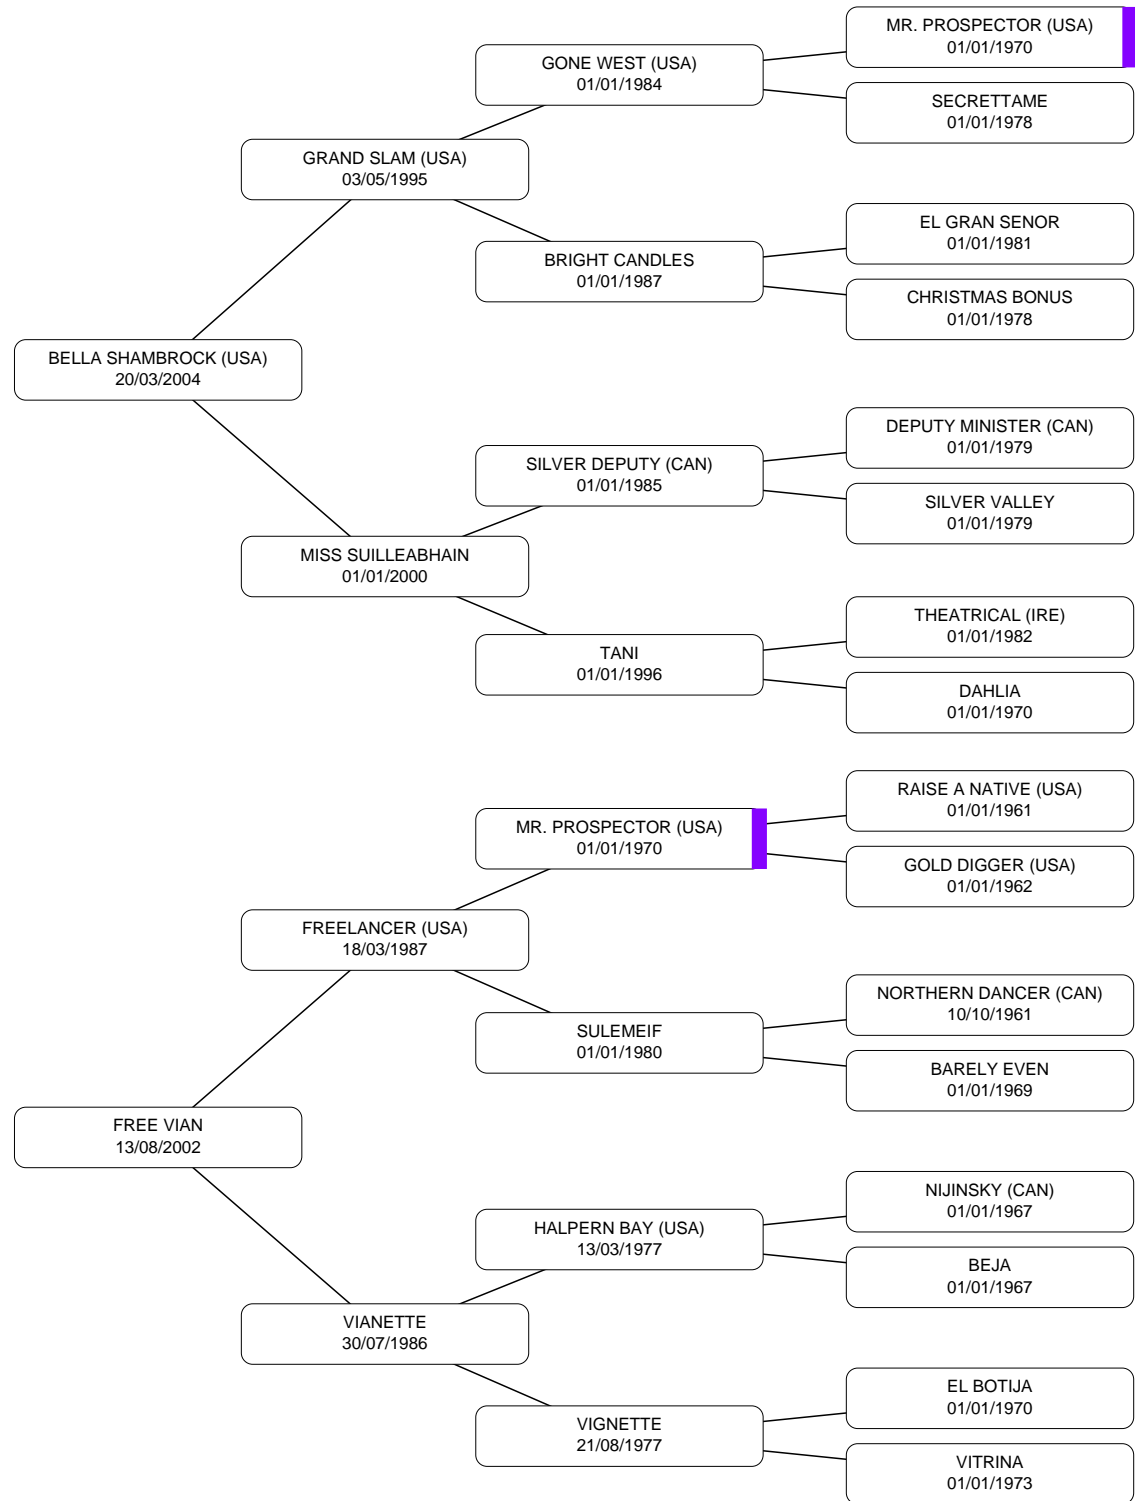 MR. PROSPECTOR (USA)
01/01/1970
GONE WEST (USA)
01/01/1984
SECRETTAME
01/01/1978
GRAND SLAM (USA)
03/05/1995
EL GRAN SENOR
01/01/1981
BRIGHT CANDLES
01/01/1987
CHRISTMAS BONUS
01/01/1978
BELLA SHAMBROCK (USA)
20/03/2004
DEPUTY MINISTER (CAN)
01/01/1979
SILVER DEPUTY (CAN)
01/01/1985
SILVER VALLEY
01/01/1979
MISS SUILLEABHAIN
01/01/2000
THEATRICAL (IRE)
01/01/1982
TANI
01/01/1996
DAHLIA
01/01/1970
RAISE A NATIVE (USA)
01/01/1961
MR. PROSPECTOR (USA)
01/01/1970
GOLD DIGGER (USA)
01/01/1962
FREELANCER (USA)
18/03/1987
NORTHERN DANCER (CAN)
10/10/1961
SULEMEIF
01/01/1980
BARELY EVEN
01/01/1969
FREE VIAN
13/08/2002
NIJINSKY (CAN)
01/01/1967
HALPERN BAY (USA)
13/03/1977
BEJA
01/01/1967
VIANETTE
30/07/1986
EL BOTIJA
01/01/1970
VIGNETTE
21/08/1977
VITRINA
01/01/1973